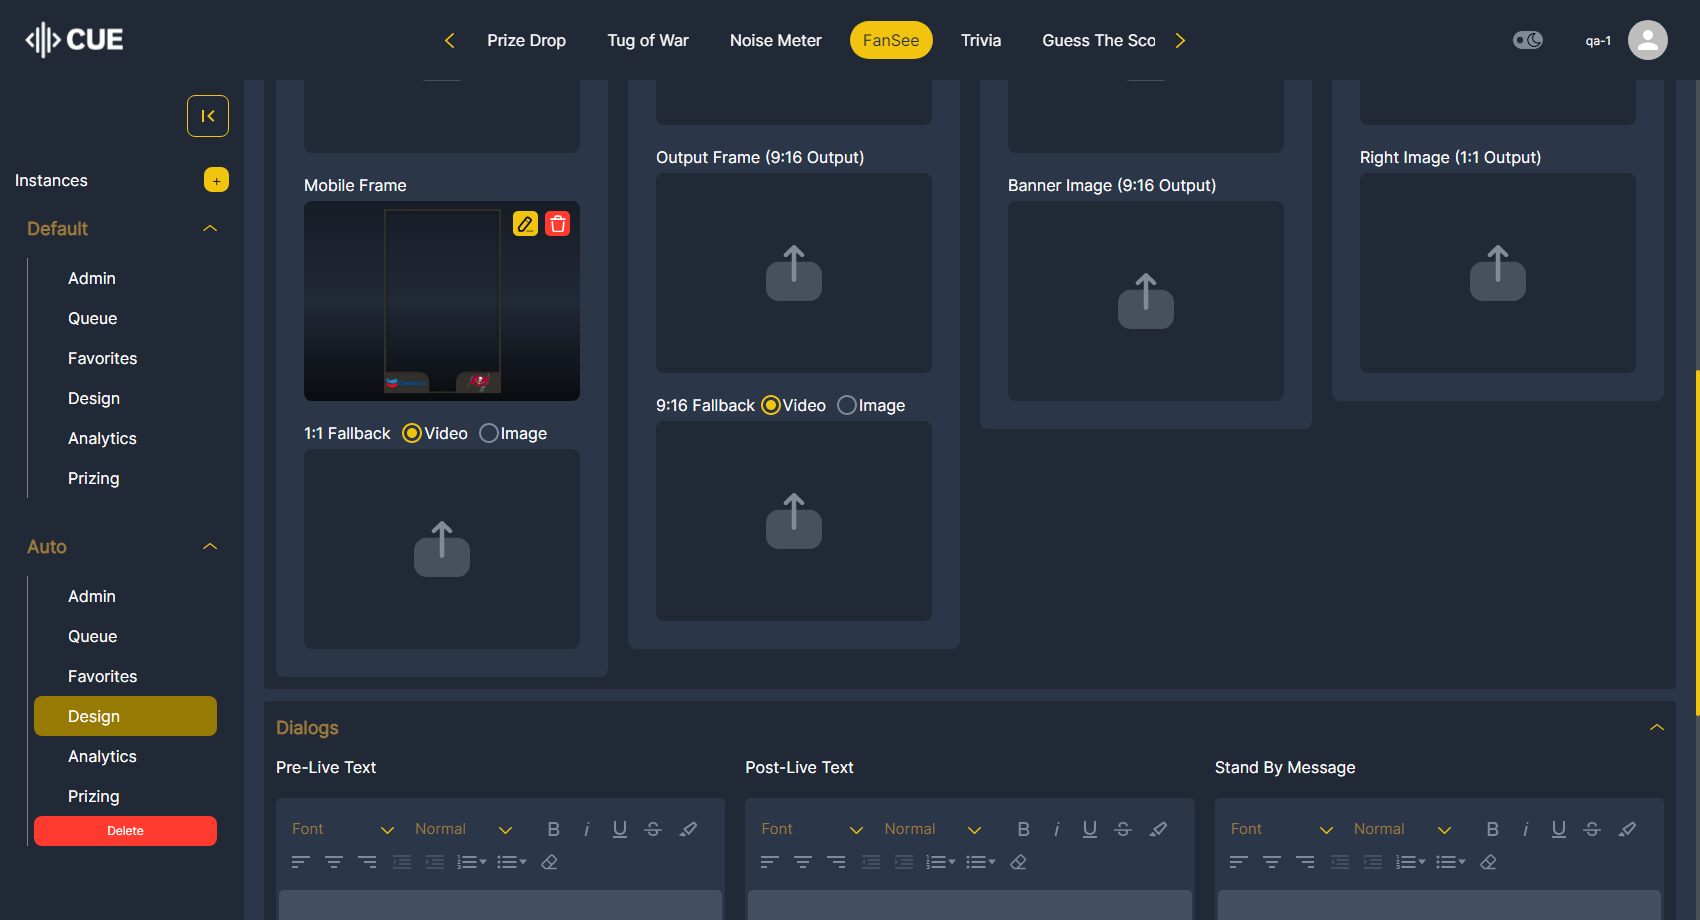 CUE
Prize Drop
Tug of War
Noise Meter
FanSee
Trivia
Guess The Sco
qa-1
Instances
+
Default
Admin
Queue
Favorites
Design
Analytics
Prizing
Auto
Admin
Queue
Favorites
Design
Analytics
Prizing
Delete
Mobile Frame
1:1 Fallback Video Image
Output Frame (9:16 Output)
9:16 Fallback Video Image
Banner Image (9:16 Output)
Right Image (1:1 Output)
Dialogs
Pre-Live Text
Font Normal B i U S
Post-Live Text
Font Normal B i U S
Stand By Message
Font Normal B i U S